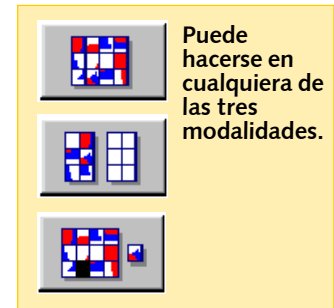 Puede
hacerse en
cualquiera de
las tres
modalidades.